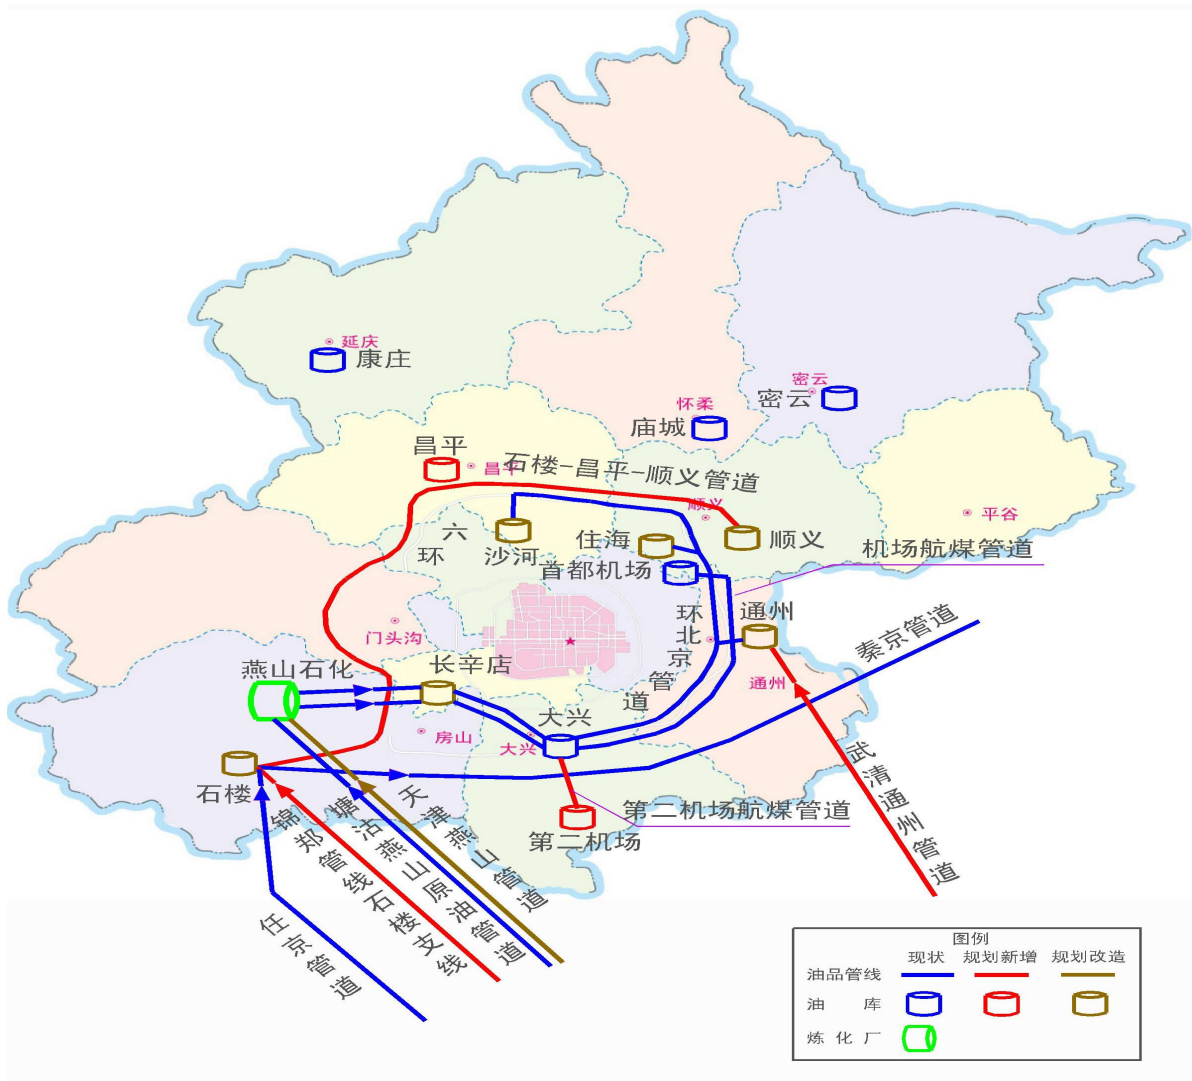 延庆
康庄
密云
密云
怀柔
庙城
昌平
昌平
石楼-昌平-顺义管道
顺义
平谷
六环
沙河
住海
顺义
首都机场
机场航煤管道
环北京管道
通州
通州
秦京管道
门头沟
燕山石化
长辛店
房山
大兴
大兴
石楼
武清通州管道
第二机场航煤管道
第二机场
天津燕山管道
塘沽燕山原油管道
锦郑管线石楼支线
任京管道
图例
现状 规划新增 规划改造
油品管线
油 库
炼 化 厂